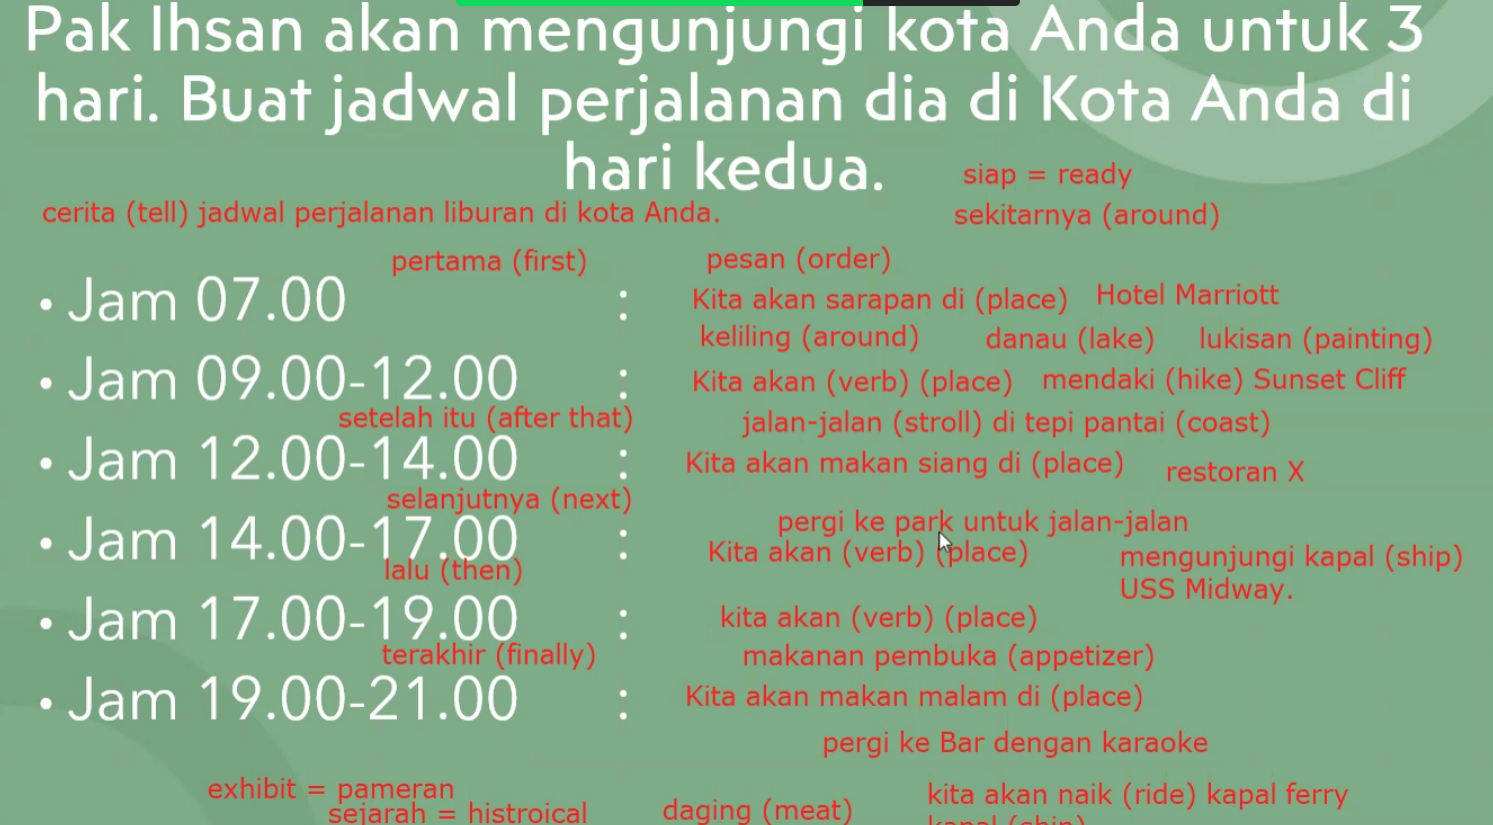 Pak Ihsan akan mengunjungi kota Anda untuk 3
hari. Buat jadwal perjalanan dia di Kota Anda di
hari kedua.
siap = ready
cerita (tell) jadwal perjalanan liburan di kota Anda.
sekitarnya (around)
pertama (first)
pesan (order)
• Jam 07.00 : Kita akan sarapan di (place) Hotel Marriott
keliling (around) danau (lake) lukisan (painting)
• Jam 09.00-12.00 : Kita akan (verb) (place) mendaki (hike) Sunset Cliff
setelah itu (after that) jalan-jalan (stroll) di tepi pantai (coast)
• Jam 12.00-14.00 : Kita akan makan siang di (place) restoran X
selanjutnya (next)
pergi ke park untuk jalan-jalan
• Jam 14.00-17.00 : Kita akan (verb) (place) mengunjungi kapal (ship)
USS Midway.
lalu (then)
• Jam 17.00-19.00 : kita akan (verb) (place)
terakhir (finally) makanan pembuka (appetizer)
• Jam 19.00-21.00 : Kita akan makan malam di (place)
pergi ke Bar dengan karaoke
exhibit = pameran
sejarah = histroical
daging (meat)
kita akan naik (ride) kapal ferry
kapal (ship)